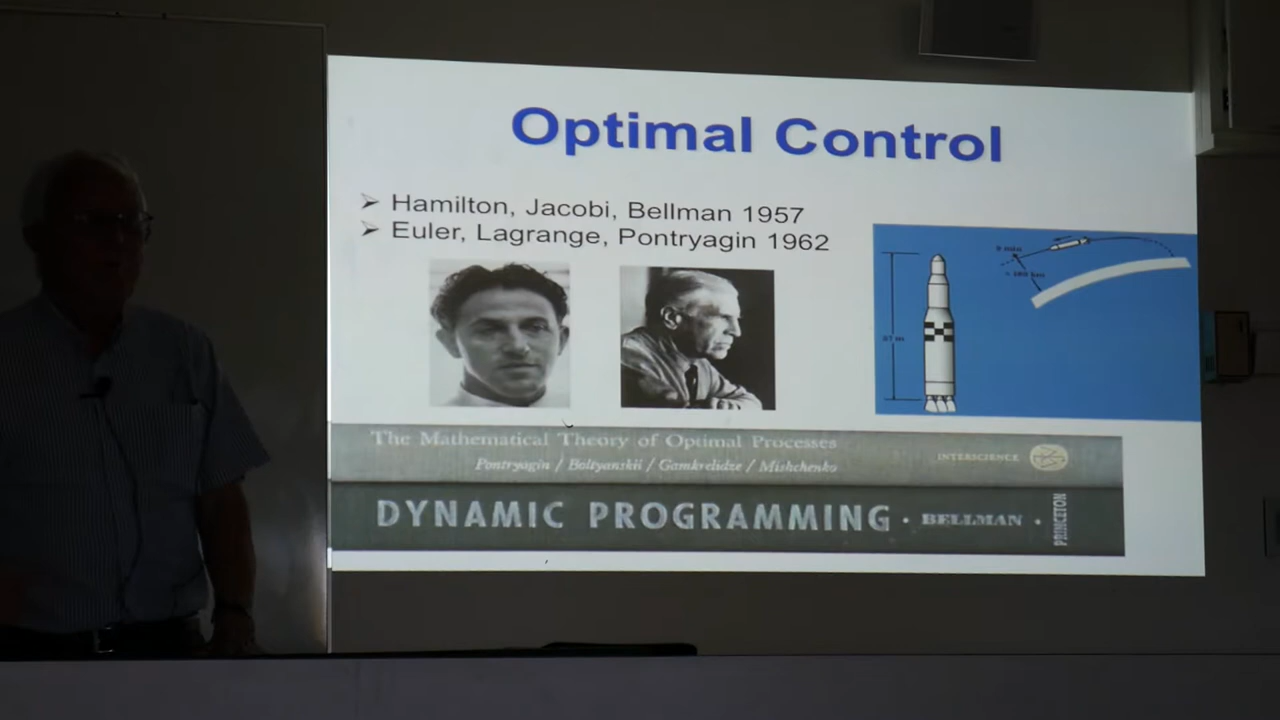 Optimal Control
Hamilton, Jacobi, Bellman 1957
Euler, Lagrange, Pontryagin 1962
The Mathematical Theory of Optimal Processes
Pontryagin / Boltyanskii / Gamkrelidze / Mishchenko
INTERSCIENCE
DYNAMIC PROGRAMMING · BELLMAN ·
PRINCETON